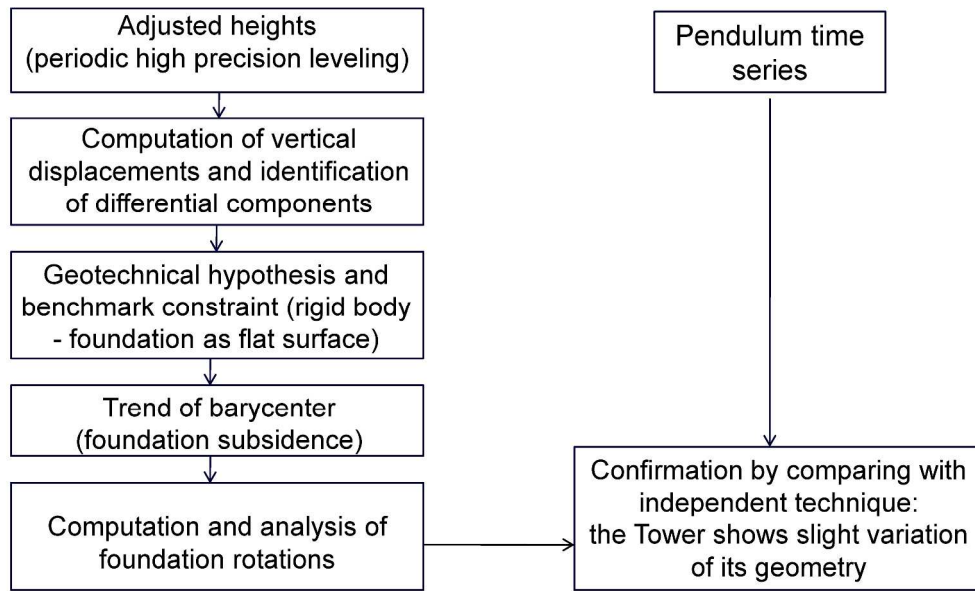 Adjusted heights
(periodic high precision leveling)
Computation of vertical
displacements and identification
of differential components
Geotechnical hypothesis and
benchmark constraint (rigid body
- foundation as flat surface)
Trend of barycenter
(foundation subsidence)
Computation and analysis of
foundation rotations
Pendulum time
series
Confirmation by comparing with
independent technique:
the Tower shows slight variation
of its geometry